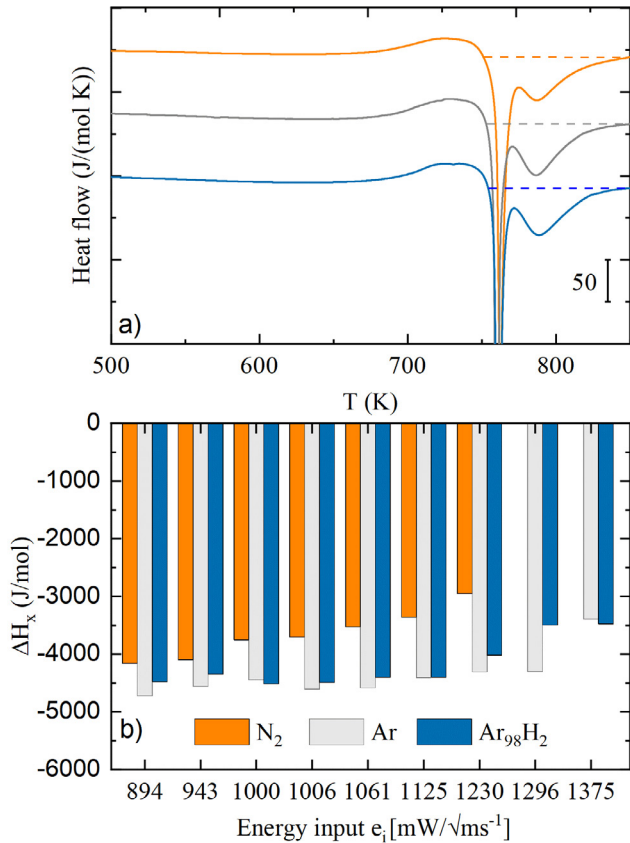 Heat flow (J/(mol K))
50
a)
500 600 700 800
T (K)
0
-1000
-2000
-3000
-4000
-5000
-6000
ΔHₓ (J/mol)
b)
N₂ Ar Ar₉₈H₂
894 943 1000 1006 1061 1125 1230 1296 1375
Energy input eᵢ[mW/√ms⁻¹]